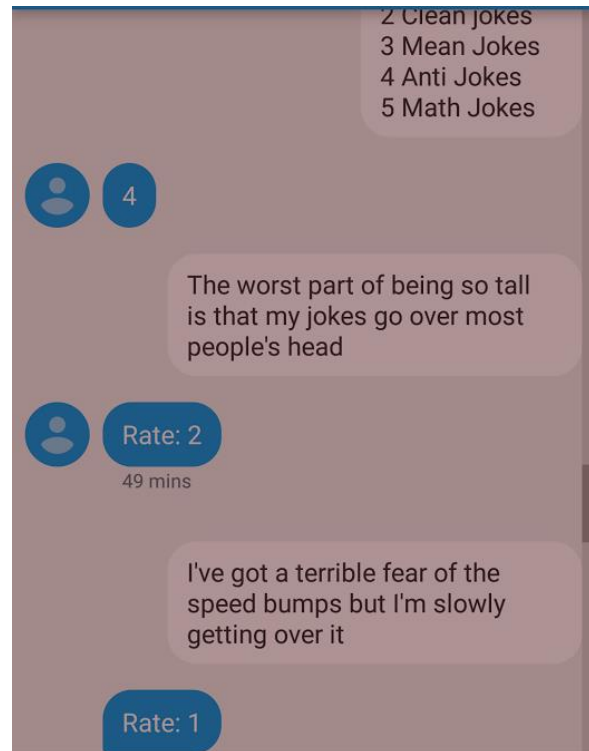 2 Clean jokes
3 Mean Jokes
4 Anti Jokes
5 Math Jokes
4
The worst part of being so tall
is that my jokes go over most
people's head
Rate: 2
49 mins
I've got a terrible fear of the
speed bumps but I'm slowly
getting over it
Rate: 1